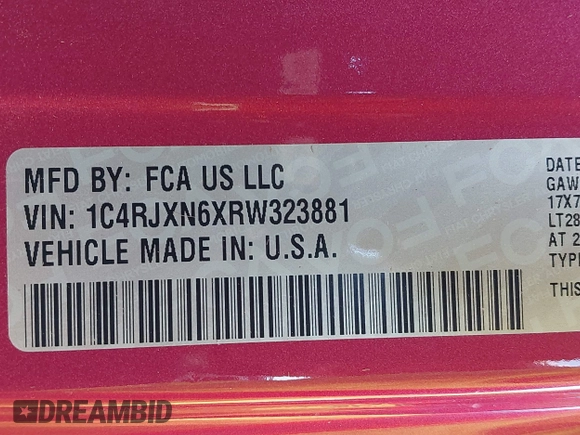 MFD BY: FCA US LLC
VIN: 1C4RJXN6XRW323881
VEHICLE MADE IN: U.S.A.
DATE
GAW
17X7
LT28
AT 2
TYP
THIS
DREAMBID